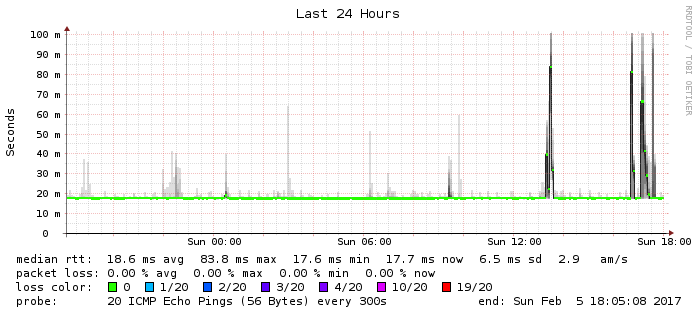 Last 24 Hours
RRDTOOL / TOBI OETIKER
Seconds
100 m
90 m
80 m
70 m
60 m
50 m
40 m
30 m
20 m
10 m
0
Sun 00:00 Sun 06:00 Sun 12:00 Sun 18:00
median rtt: 18.6 ms avg 83.8 ms max 17.6 ms min 17.7 ms now 6.5 ms sd 2.9 am/s
packet loss: 0.00 % avg 0.00 % max 0.00 % min 0.00 % now
loss color: 0 1/20 2/20 3/20 4/20 10/20 19/20
probe: 20 ICMP Echo Pings (56 Bytes) every 300s end: Sun Feb 5 18:05:08 2017